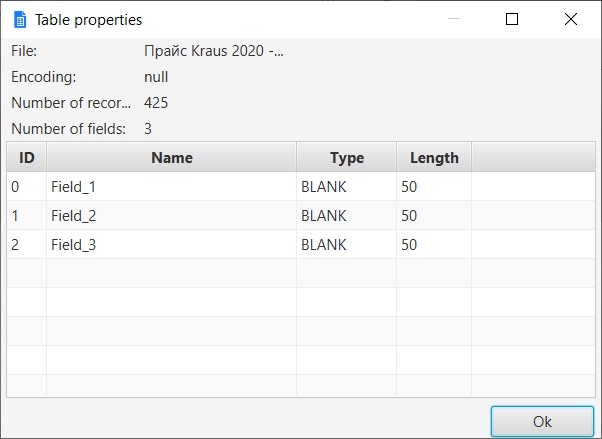 Table properties
File: Прайс Kraus 2020 -...
Encoding: null
Number of recor... 425
Number of fields: 3
ID Name Type Length
0 Field_1 BLANK 50
1 Field_2 BLANK 50
2 Field_3 BLANK 50
Ok